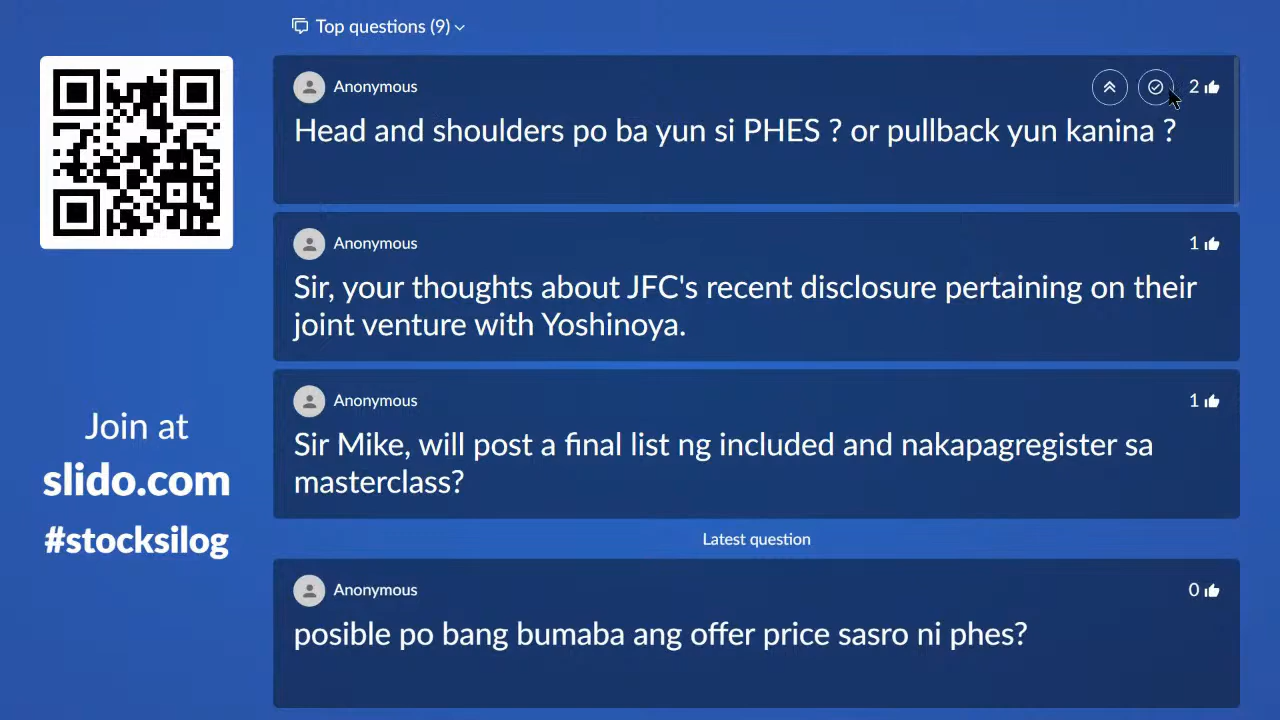 Top questions (9)
Anonymous
2
Head and shoulders po ba yun si PHES ? or pullback yun kanina ?
Anonymous
1
Sir, your thoughts about JFC's recent disclosure pertaining on their
joint venture with Yoshinoya.
Anonymous
1
Sir Mike, will post a final list ng included and nakapagregister sa
masterclass?
Latest question
Anonymous
0
posible po bang bumaba ang offer price sasro ni phes?
Join at
slido.com
#stocksilog